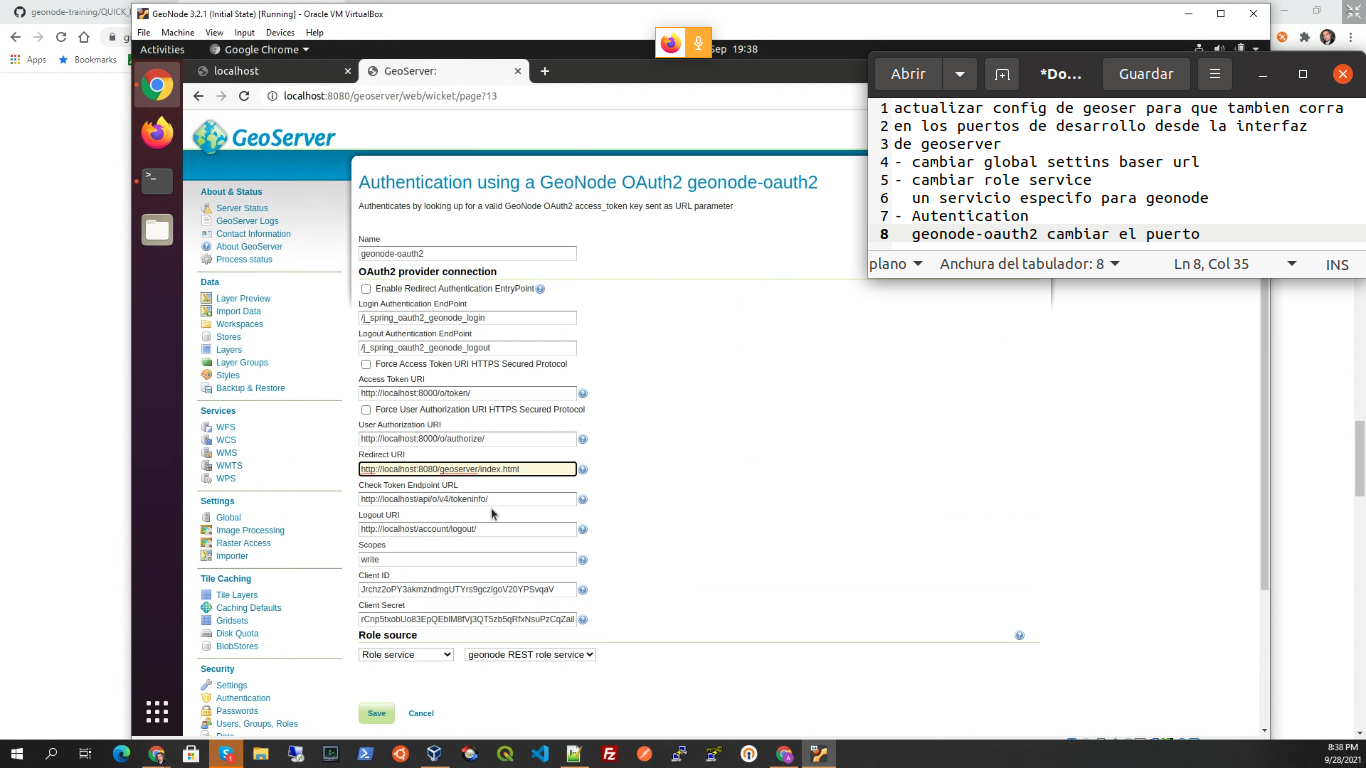 geonode-training/QUICK_
GeoNode 3.2.1 (Initial State) [Running] - Oracle VM VirtualBox
File Machine View Input Devices Help
Apps Bookmarks
Activities Google Chrome ep 19:38
localhost
GeoServer:
localhost:8080/geoserver/web/wicket/page?13
Abrir *Do... Guardar
1 actualizar config de geoser para que tambien corra
2 en los puertos de desarrollo desde la interfaz
3 de geoserver
4 - cambiar global settins baser url
5 - cambiar role service
6 un servicio especifo para geonode
7 - Autentication
8 geonode-oauth2 cambiar el puerto
plano Anchura del tabulador: 8 Ln 8, Col 35 INS
GeoServer
About & Status
Server Status
GeoServer Logs
Contact Information
About GeoServer
Process status
Data
Layer Preview
Import Data
Workspaces
Stores
Layers
Layer Groups
Styles
Backup & Restore
Services
WFS
WCS
WMS
WMTS
WPS
Settings
Global
Image Processing
Raster Access
Importer
Tile Caching
Tile Layers
Caching Defaults
Gridsets
Disk Quota
BlobStores
Security
Settings
Authentication
Passwords
Users, Groups, Roles
Authentication using a GeoNode OAuth2 geonode-oauth2
Authenticates by looking up for a valid GeoNode OAuth2 access_token key sent as URL parameter
Name
geonode-oauth2
OAuth2 provider connection
Enable Redirect Authentication EntryPoint
Login Authentication EndPoint
/j_spring_oauth2_geonode_login
Logout Authentication EndPoint
/j_spring_oauth2_geonode_logout
Force Access Token URI HTTPS Secured Protocol
Access Token URI
http://localhost:8000/o/token/
Force User Authorization URI HTTPS Secured Protocol
User Authorization URI
http://localhost:8000/o/authorize/
Redirect URI
http://localhost:8080/geoserver/index.html
Check Token Endpoint URL
http://localhost/api/o/v4/tokeninfo/
Logout URI
http://localhost/account/logout/
Scopes
write
Client ID
Client Secret
Role source
Role service geonode REST role service
Save Cancel
8:38 PM
9/28/2021